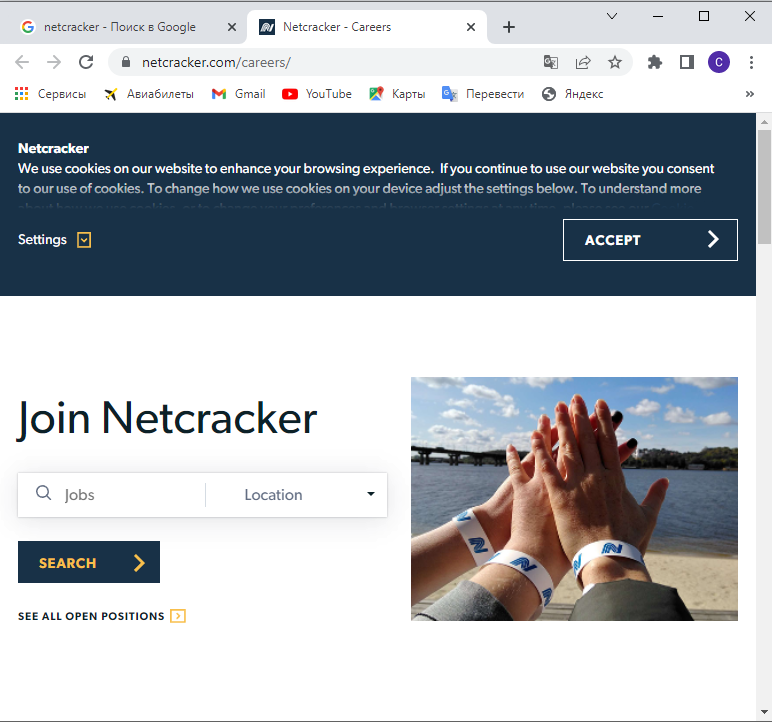 netcracker - Поиск в Google
Netcracker - Careers
netcracker.com/careers/
C
Сервисы
Авиабилеты
Gmail
YouTube
Карты
Перевести
Яндекс
Netcracker
We use cookies on our website to enhance your browsing experience. If you continue to use our website you consent
to our use of cookies. To change how we use cookies on your device adjust the settings below. To understand more
Settings
ACCEPT
Join Netcracker
Jobs
Location
SEARCH
SEE ALL OPEN POSITIONS